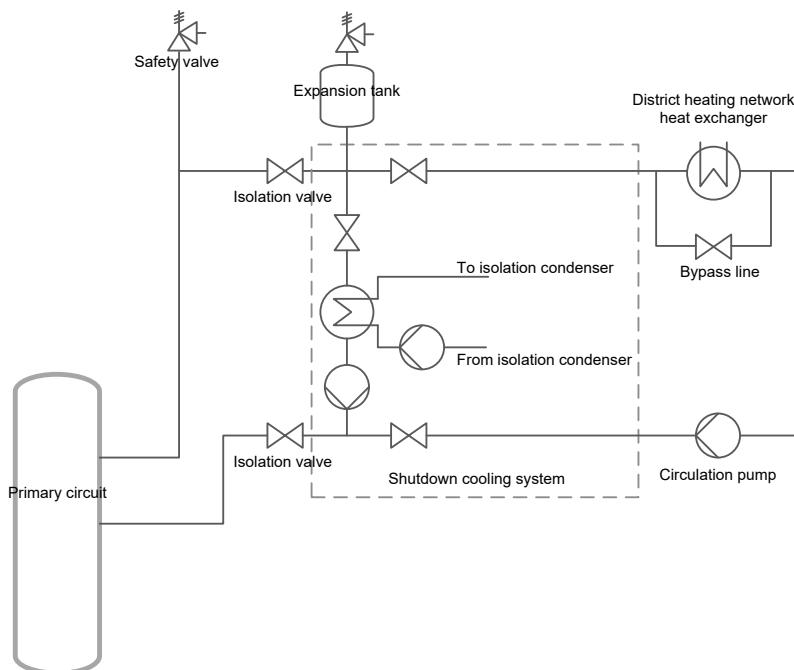 Safety valve
Expansion tank
District heating network
heat exchanger
Isolation valve
Bypass line
To isolation condenser
From isolation condenser
Isolation valve
Shutdown cooling system
Circulation pump
Primary circuit